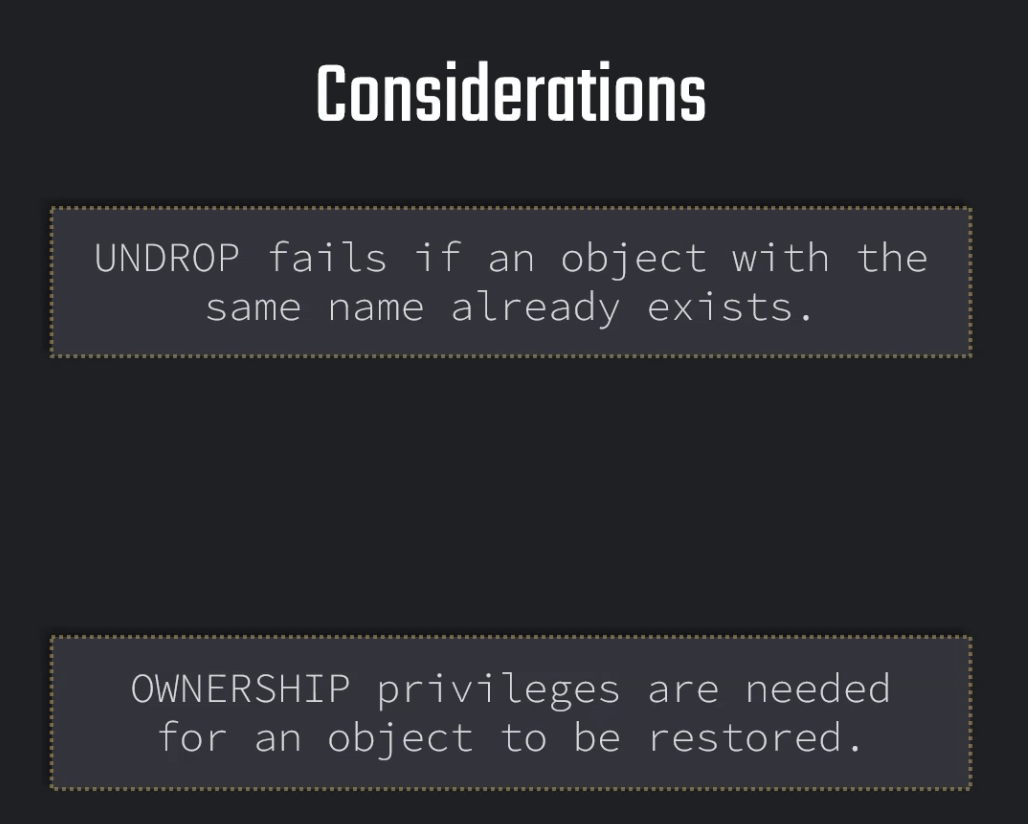 Considerations
UNDROP fails if an object with the
same name already exists.
OWNERSHIP privileges are needed
for an object to be restored.